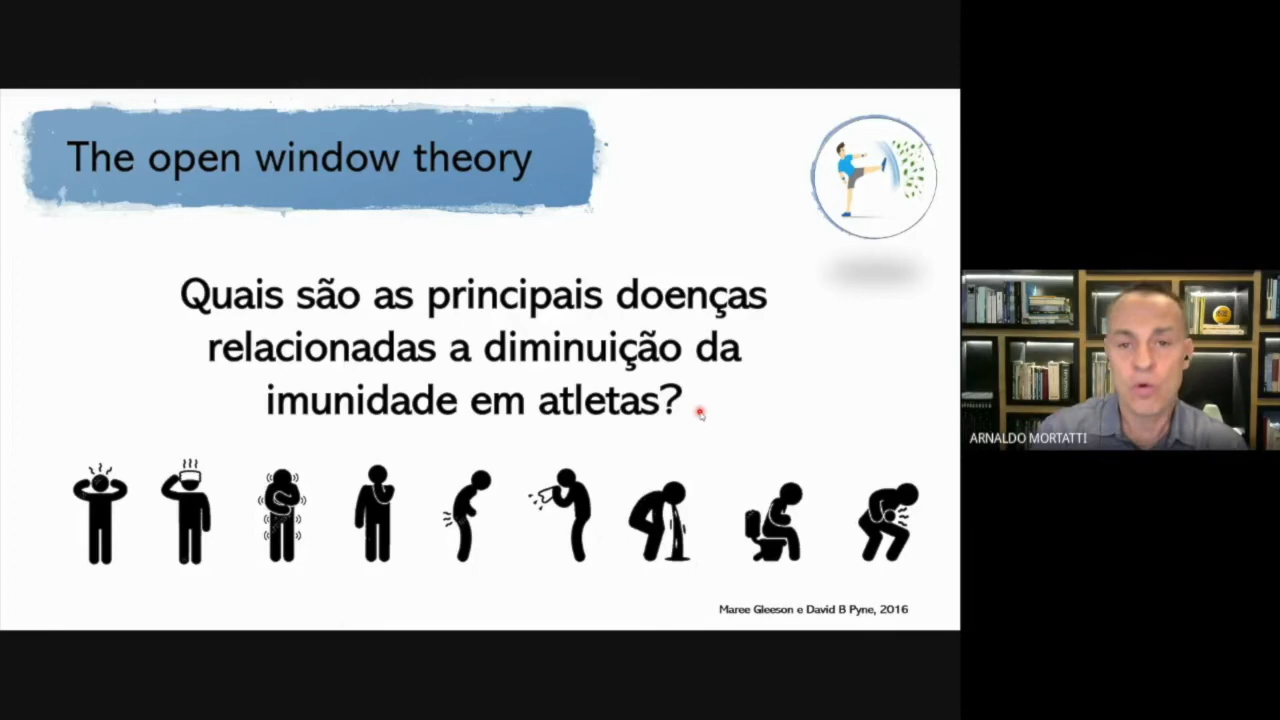 The open window theory
Quais são as principais doenças
relacionadas a diminuição da
imunidade em atletas?
Maree Gleeson e David B Pyne, 2016
ARNALDO MORTATTI